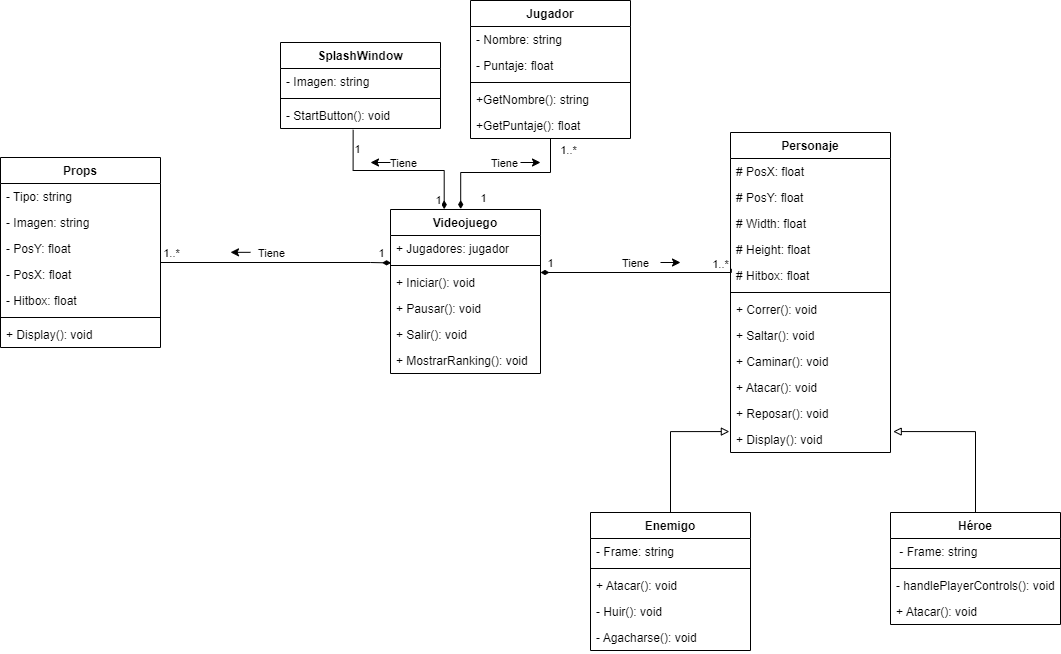 Jugador
- Nombre: string
- Puntaje: float
+GetNombre(): string
+GetPuntaje(): float
SplashWindow
- Imagen: string
- StartButton(): void
1
Tiene
Tiene
1..*
1
1
Props
- Tipo: string
- Imagen: string
- PosY: float
- PosX: float
- Hitbox: float
+ Display(): void
1..*
Tiene
1
Videojuego
+ Jugadores: jugador
+ Iniciar(): void
+ Pausar(): void
+ Salir(): void
+ MostrarRanking(): void
1
Tiene
1..*
Personaje
# PosX: float
# PosY: float
# Width: float
# Height: float
# Hitbox: float
+ Correr(): void
+ Saltar(): void
+ Caminar(): void
+ Atacar(): void
+ Reposar(): void
+ Display(): void
Enemigo
- Frame: string
+ Atacar(): void
- Huir(): void
- Agacharse(): void
Héroe
- Frame: string
- handlePlayerControls(): void
+ Atacar(): void